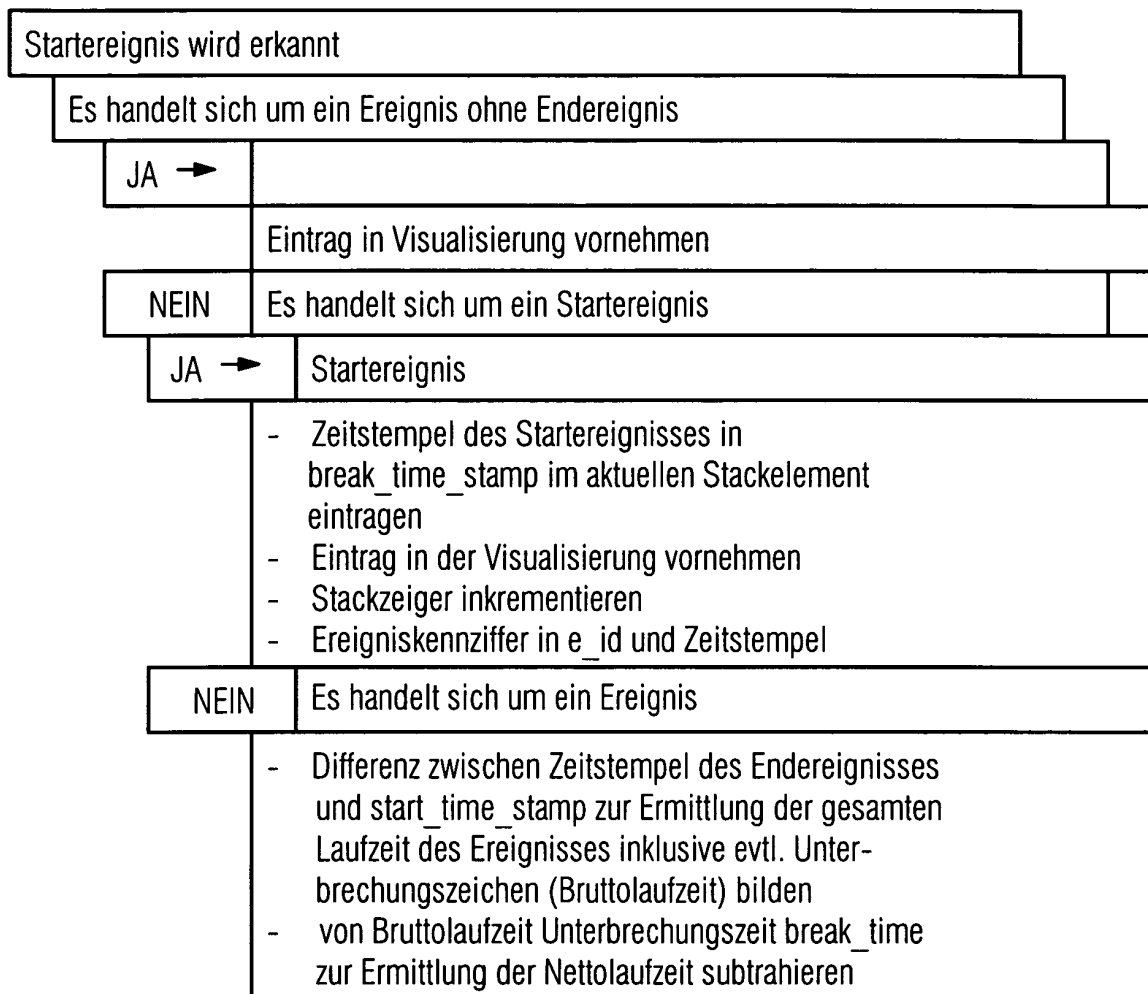 Startereignis wird erkannt
Es handelt sich um ein Ereignis ohne Endereignis
JA →
Eintrag in Visualisierung vornehmen
NEIN Es handelt sich um ein Startereignis
JA → Startereignis
- Zeitstempel des Startereignisses in
break_time_stamp im aktuellen Stackelement
eintragen
- Eintrag in der Visualisierung vornehmen
- Stackzeiger inkrementieren
- Ereigniskennziffer in e_id und Zeitstempel
NEIN Es handelt sich um ein Ereignis
- Differenz zwischen Zeitstempel des Endereignisses
und start_time_stamp zur Ermittlung der gesamten
Laufzeit des Ereignisses inklusive evtl. Unter-
brechungszeichen (Bruttolaufzeit) bilden
- von Bruttolaufzeit Unterbrechungszeit break_time
zur Ermittlung der Nettolaufzeit subtrahieren